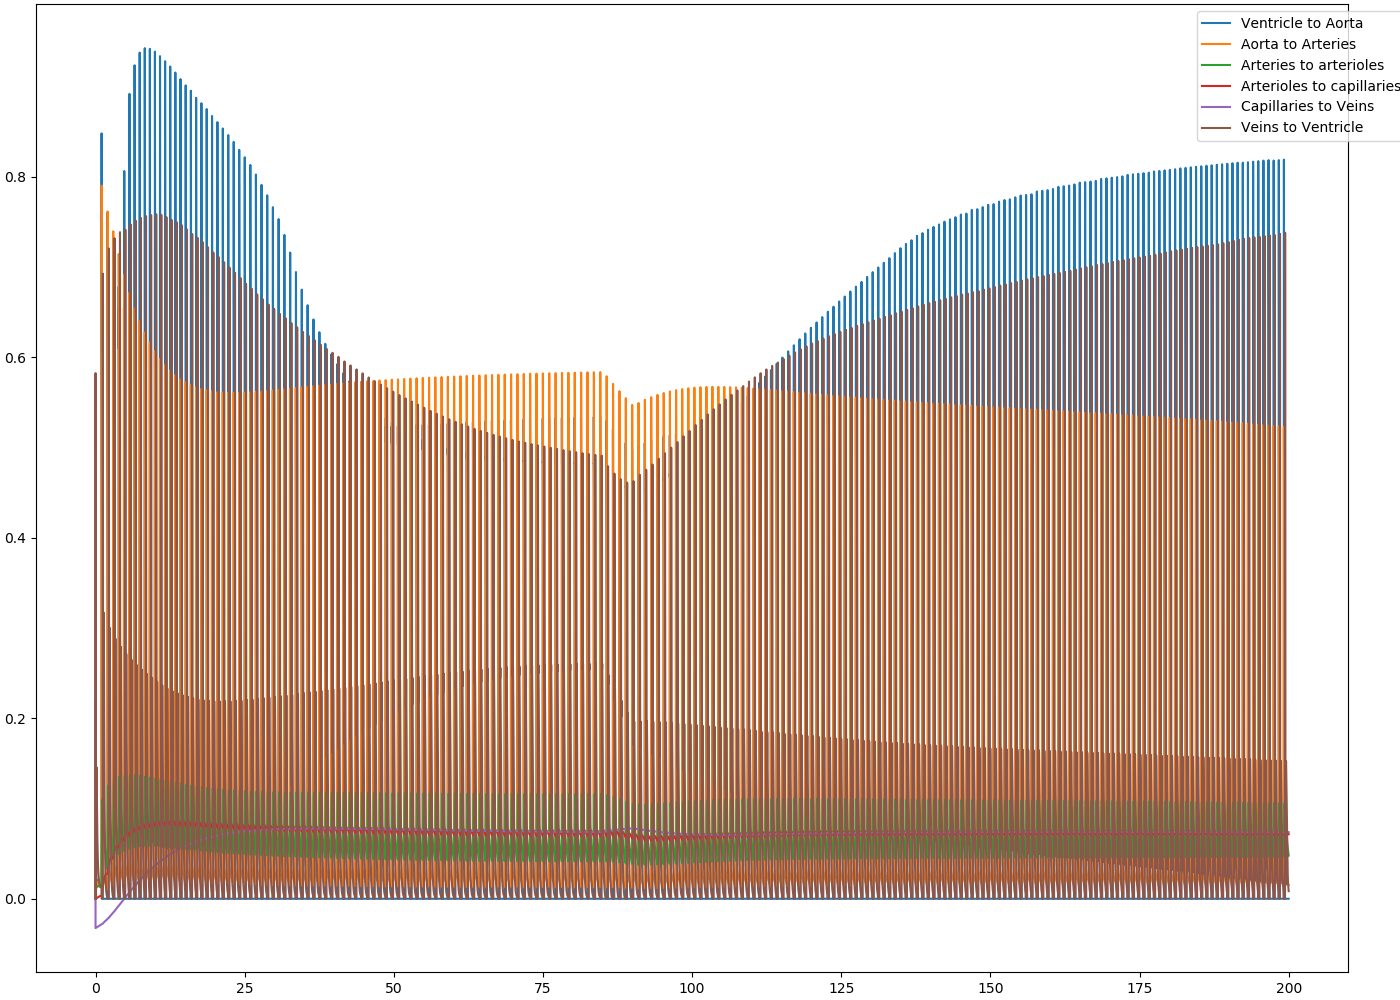 Ventricle to Aorta
Aorta to Arteries
Arteries to arterioles
Arterioles to capillaries
Capillaries to Veins
Veins to Ventricle
0.8
0.6
0.4
0.2
0.0
0 25 50 75 100 125 150 175 200